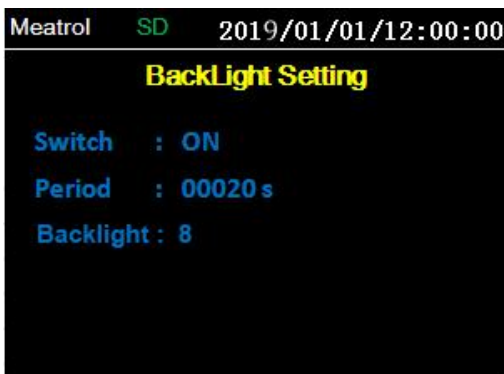 Meatrol SD 2019/01/01/12:00:00
BackLight Setting
Switch : ON
Period : 00020 s
Backlight : 8